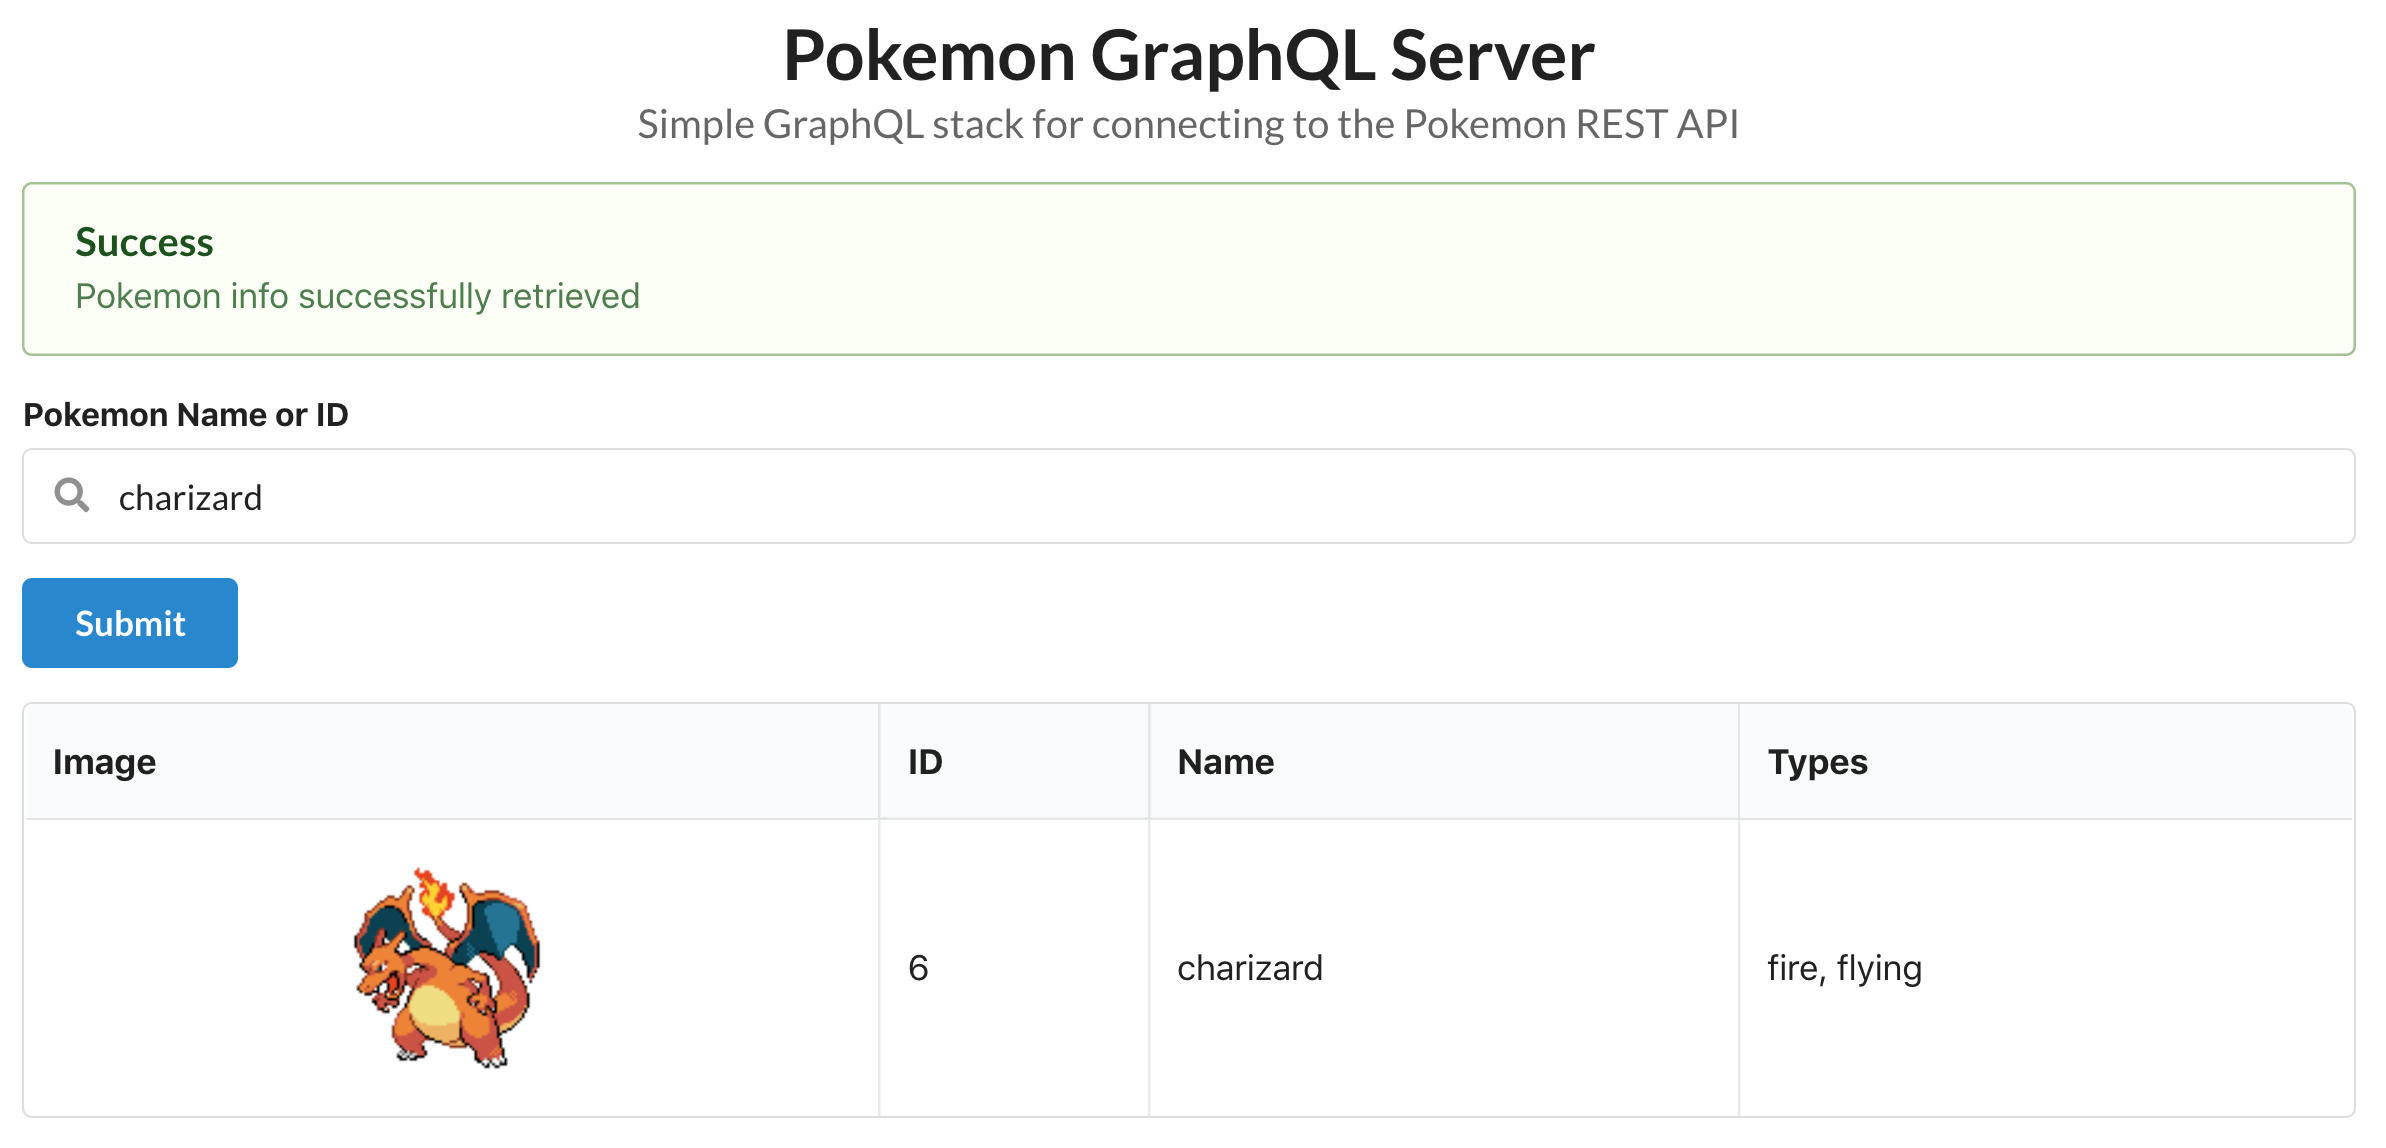 Pokemon GraphQL Server
Simple GraphQL stack for connecting to the Pokemon REST API
Success
Pokemon info successfully retrieved
Pokemon Name or ID
charizard
Submit
Image ID Name Types
6 charizard fire, flying